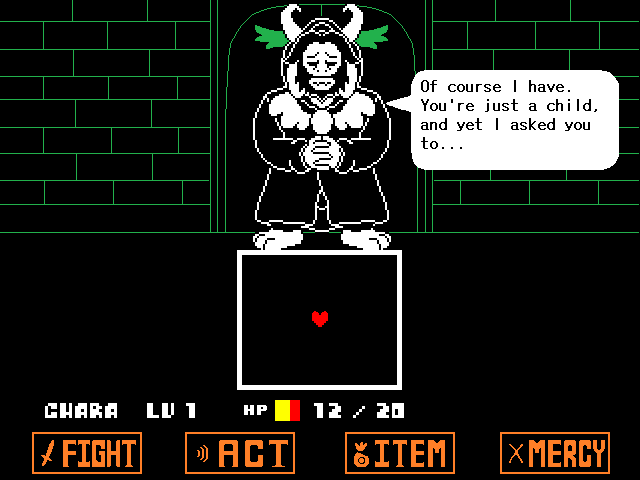 Of course I have.
You're just a child,
and yet I asked you
to...
CHARA LV 1 HP 12 / 20
FIGHT ACT ITEM MERCY